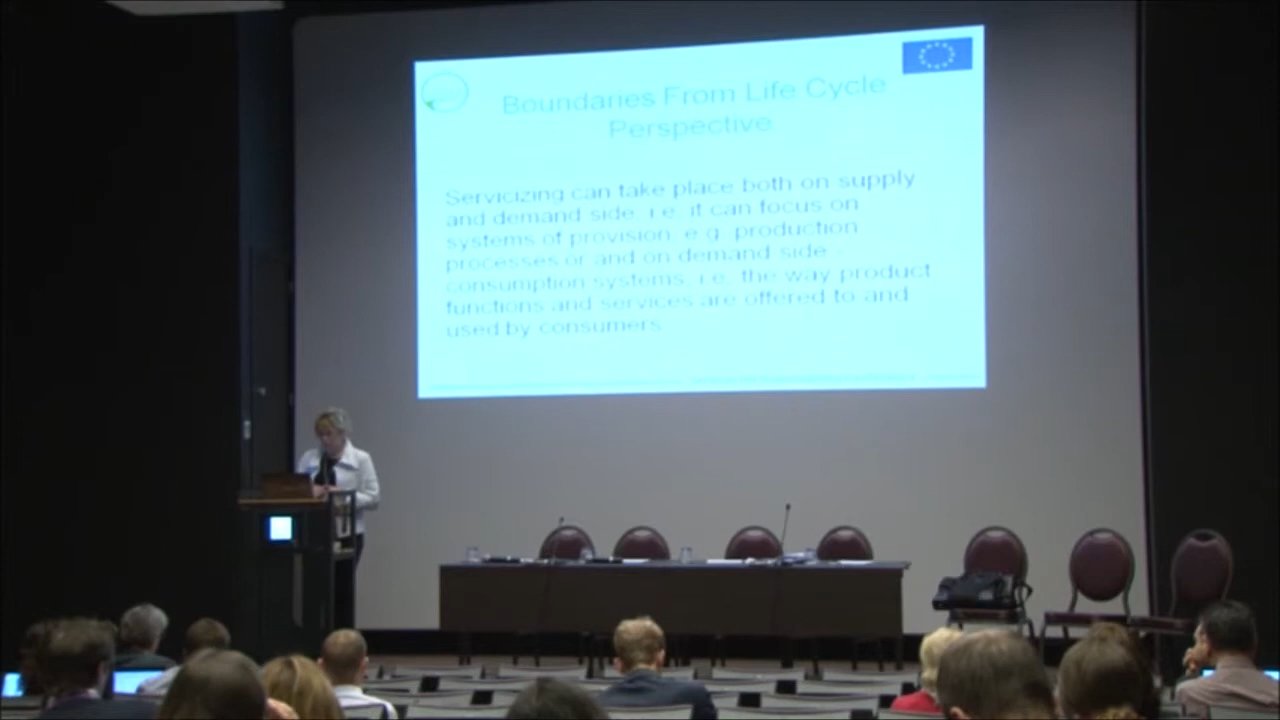 Boundaries From Life Cycle
Perspective
Servicizing can take place both on supply
and demand side, i.e. it can focus on
systems of provision, e.g. production
processes or and on demand side -
consumption systems, i.e. the way product
functions and services are offered to and
used by consumers.